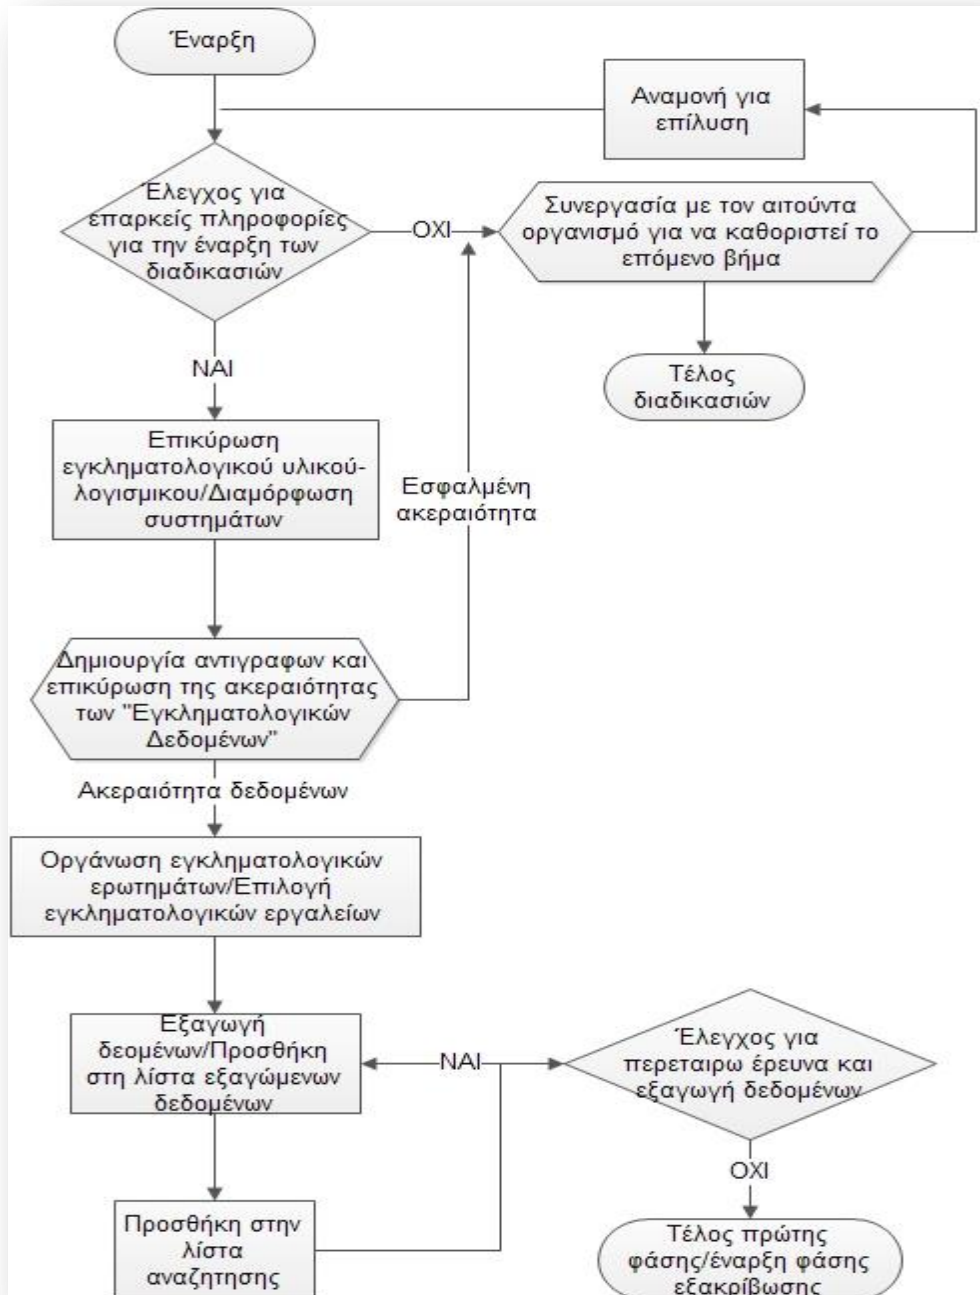 Έναρξη
Αναμονή για
επίλυση
Έλεγχος για
επαρκείς πληροφορίες
για την έναρξη των
διαδικασιών
ΟΧΙ
Συνεργασία με τον αιτούντα
οργανισμό για να καθοριστεί το
επόμενο βήμα
ΝΑΙ
Τέλος
διαδικασιών
Επικύρωση
εγκληματολογικού υλικού-
λογισμικου/Διαμόρφωση
συστημάτων
Εσφαλμένη
ακεραιότητα
Δημιουργία αντιγραφων και
επικύρωση της ακεραιότητας
των "Εγκληματολογικών
Δεδομένων"
Ακεραιότητα δεδομένων
Οργάνωση εγκληματολογικών
ερωτημάτων/Επιλογή
εγκληματολογικών εργαλείων
Εξαγωγή
δεομένων/Προσθήκη
στη λίστα εξαγώμενων
δεδομένων
ΝΑΙ
Έλεγχος για
περεταιρω έρευνα και
εξαγωγή δεδομένων
ΟΧΙ
Προσθήκη στην
λίστα
αναζητησης
Τέλος πρώτης
φάσης/έναρξη φάσης
εξακρίβωσης